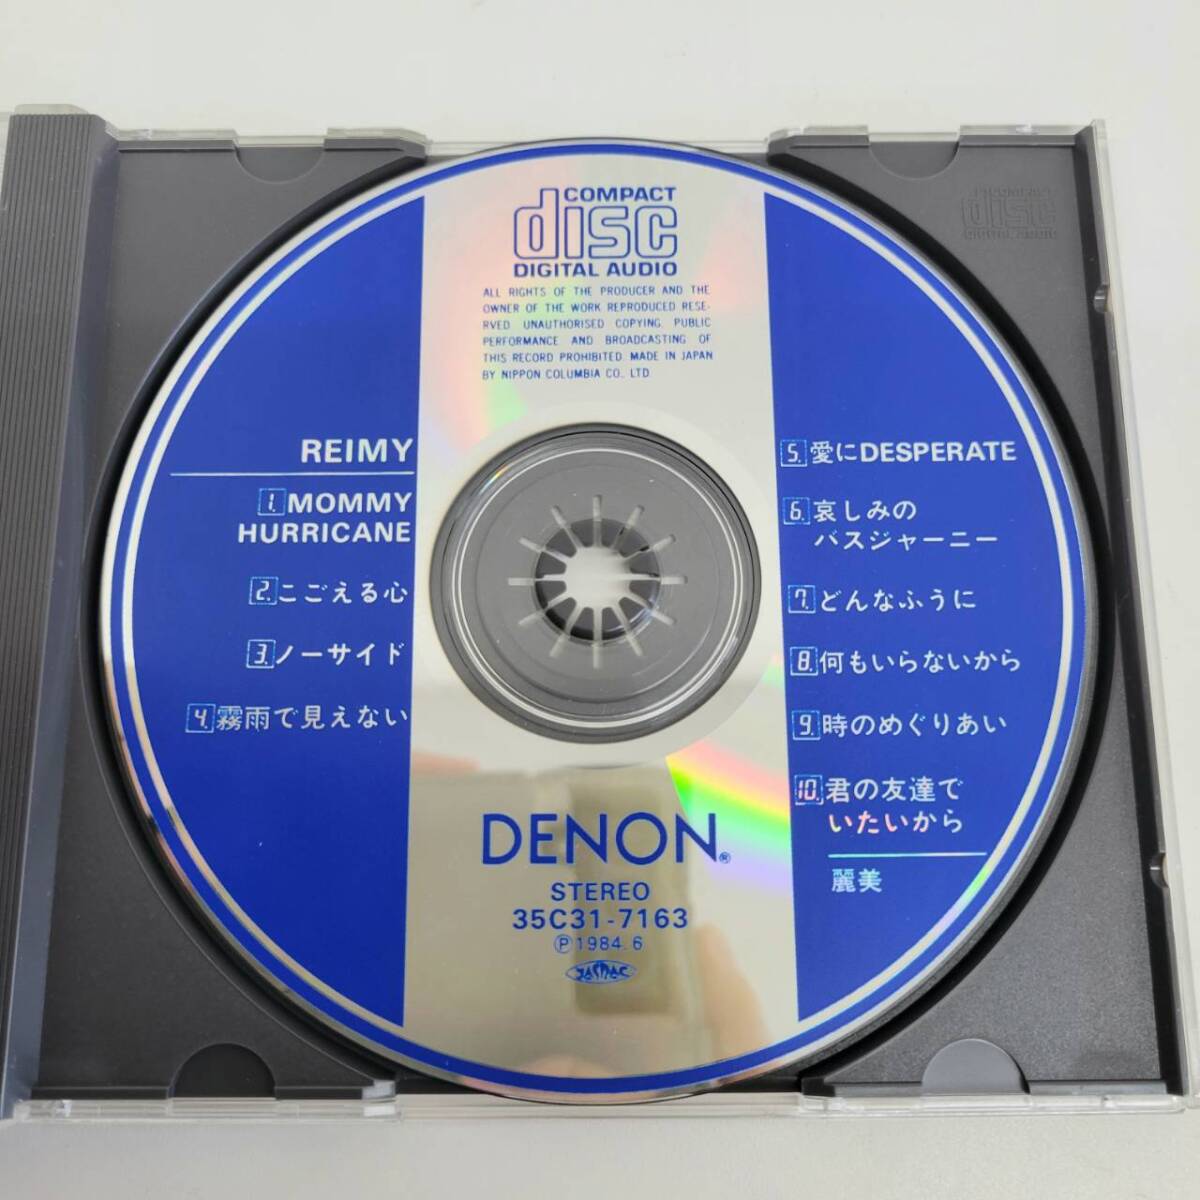 COMPACT
disc
DIGITAL AUDIO
ALL RIGHTS OF THE PRODUCER AND THE
OWNER OF THE WORK REPRODUCED RESE-
RVED UNAUTHORISED COPYING PUBLIC
PERFORMANCE AND BROADCASTING OF
THIS RECORD PROHIBITED MADE IN JAPAN
BY NIPPON COLUMBIA CO., LTD
REIMY
1. MOMMY
HURRICANE
2. こごえる心
3. ノーサイド
4. 霧雨で見えない
5. 愛にDESPERATE
6. 哀しみの
バスジャーニー
7. どんなふうに
8. 何もいらないから
9. 時のめぐりあい
10. 君の友達で
いたいから
麗美
DENON®
STEREO
35C31-7163
Ⓟ1984.6
JASRAC
COMPACT
disc
DIGITAL AUDIO